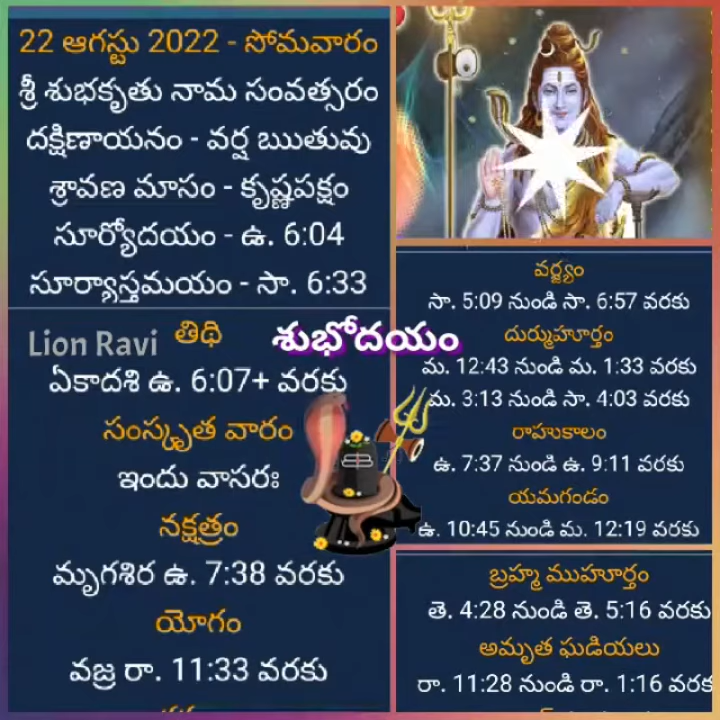 22 ఆగస్టు 2022 - సోమవారం
శ్రీ శుభకృతు నామ సంవత్సరం
దక్షిణాయనం - వర్ష ఋుతువు
శ్రావణ మాసం - కృష్ణపక్షం
సూర్యోదయం - ఉ. 6:04
సూర్యాస్తమయం - సా. 6:33
Lion Ravi
తిథి
శుభోదయం
ఏకాదశి ఉ. 6:07+ వరకు
సంస్కృత వారం
ఇందు వాసరః
నక్షత్రం
మృగశిర ఉ. 7:38 వరకు
యోగం
వజ్ర రా. 11:33 వరకు
వర్జ్యం
సా. 5:09 నుండి సా. 6:57 వరకు
దుర్ముహూర్తం
మ. 12:43 నుండి మ. 1:33 వరకు
మ. 3:13 నుండి సా. 4:03 వరకు
రాహుకాలం
ఉ. 7:37 నుండి ఉ. 9:11 వరకు
యమగండం
ఉ. 10:45 నుండి మ. 12:19 వరకు
బ్రహ్మ ముహూర్తం
తె. 4:28 నుండి తె. 5:16 వరకు
అమృత ఘడియలు
రా. 11:28 నుండి రా. 1:16 వరకు